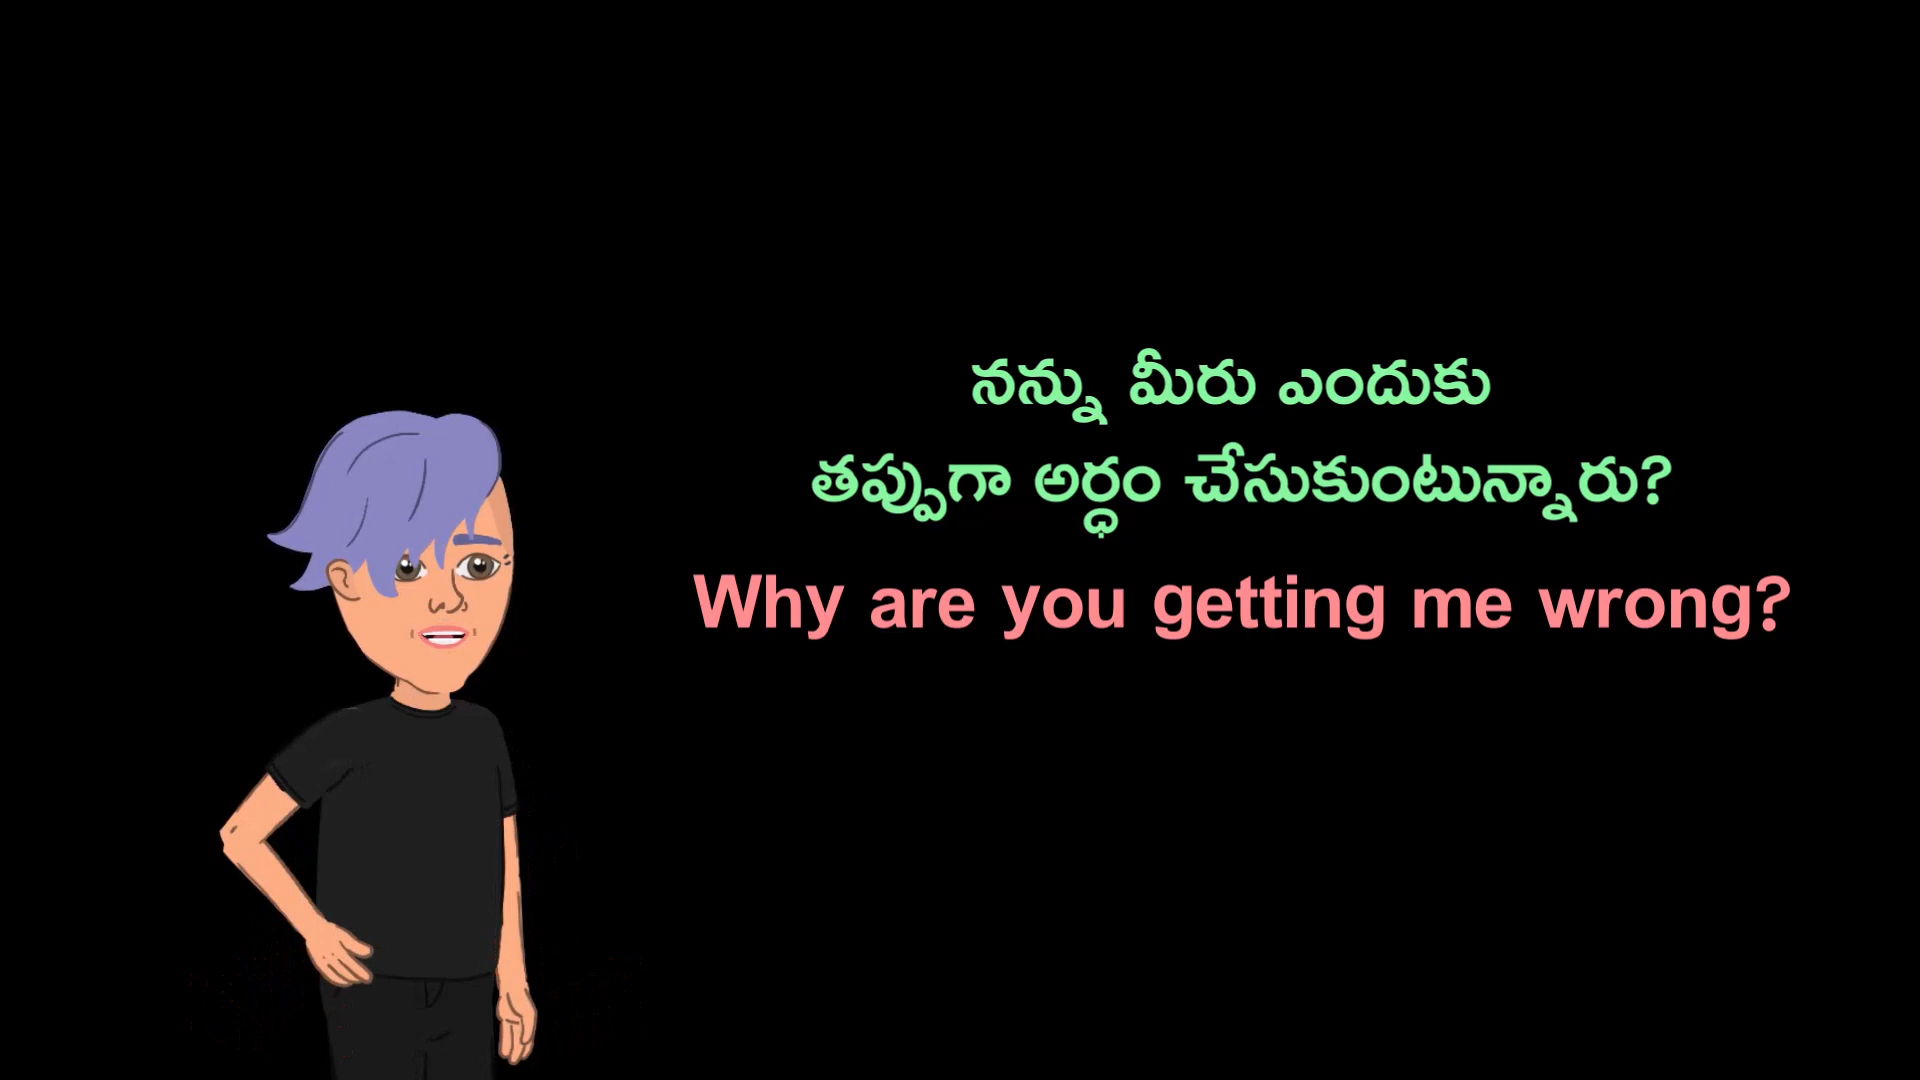 నన్ను మీరు ఎందుకు
తప్పుగా అర్ధం చేసుకుంటున్నారు?
Why are you getting me wrong?